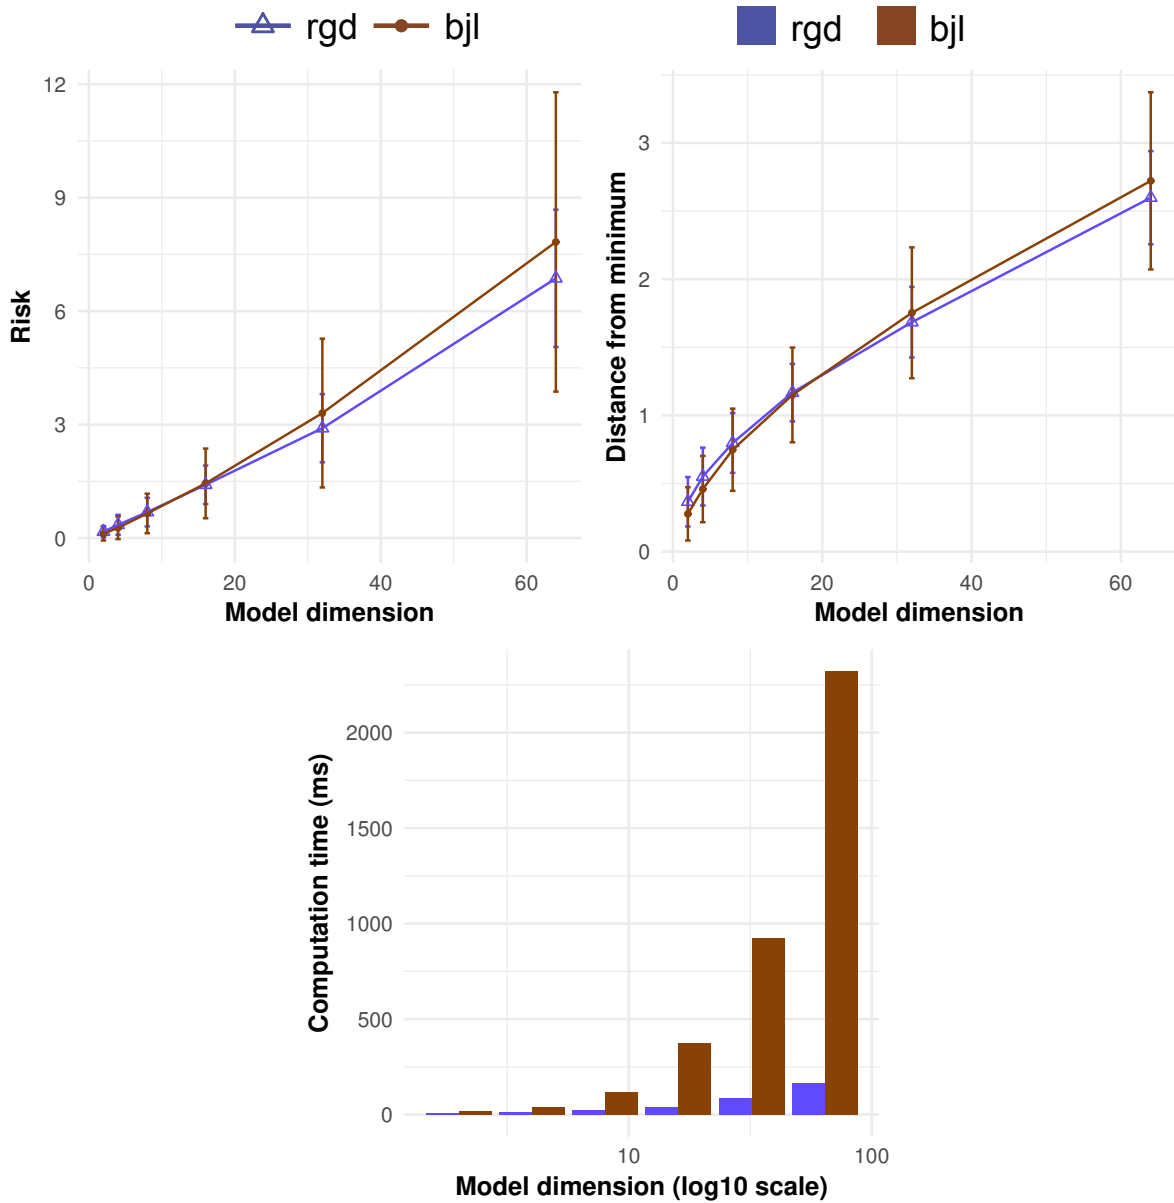 rgd bjl
rgd bjl
12
9
6
3
0
Risk
0 20 40 60
Model dimension
3
2
1
0
Distance from minimum
0 20 40 60
Model dimension
2000
1500
1000
500
0
Computation time (ms)
10 100
Model dimension (log10 scale)